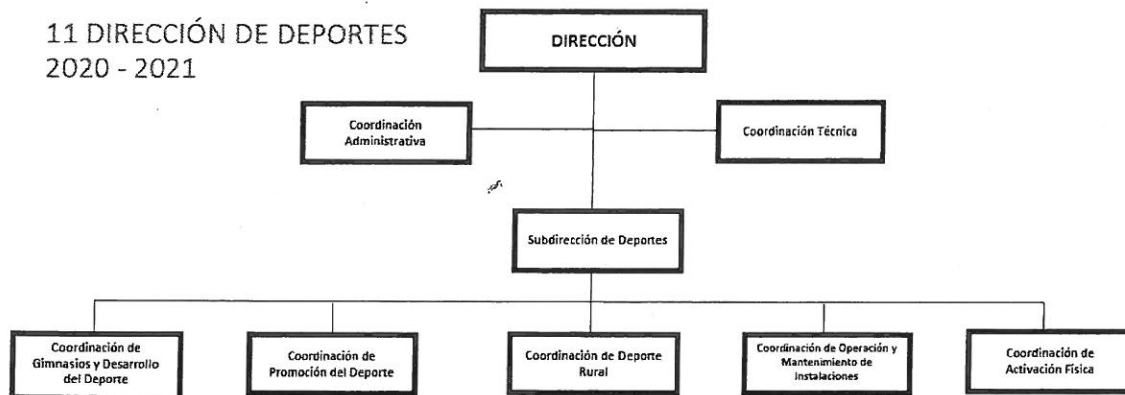 11 DIRECCIÓN DE DEPORTES
2020 - 2021
DIRECCIÓN
Coordinación
Administrativa
Coordinación Técnica
Subdirección de Deportes
Coordinación de
Gimnasios y Desarrollo
del Deporte
Coordinación de
Promoción del Deporte
Coordinación de Deporte
Rural
Coordinación de Operación y
Mantenimiento de
Instalaciones
Coordinación de
Activación Física